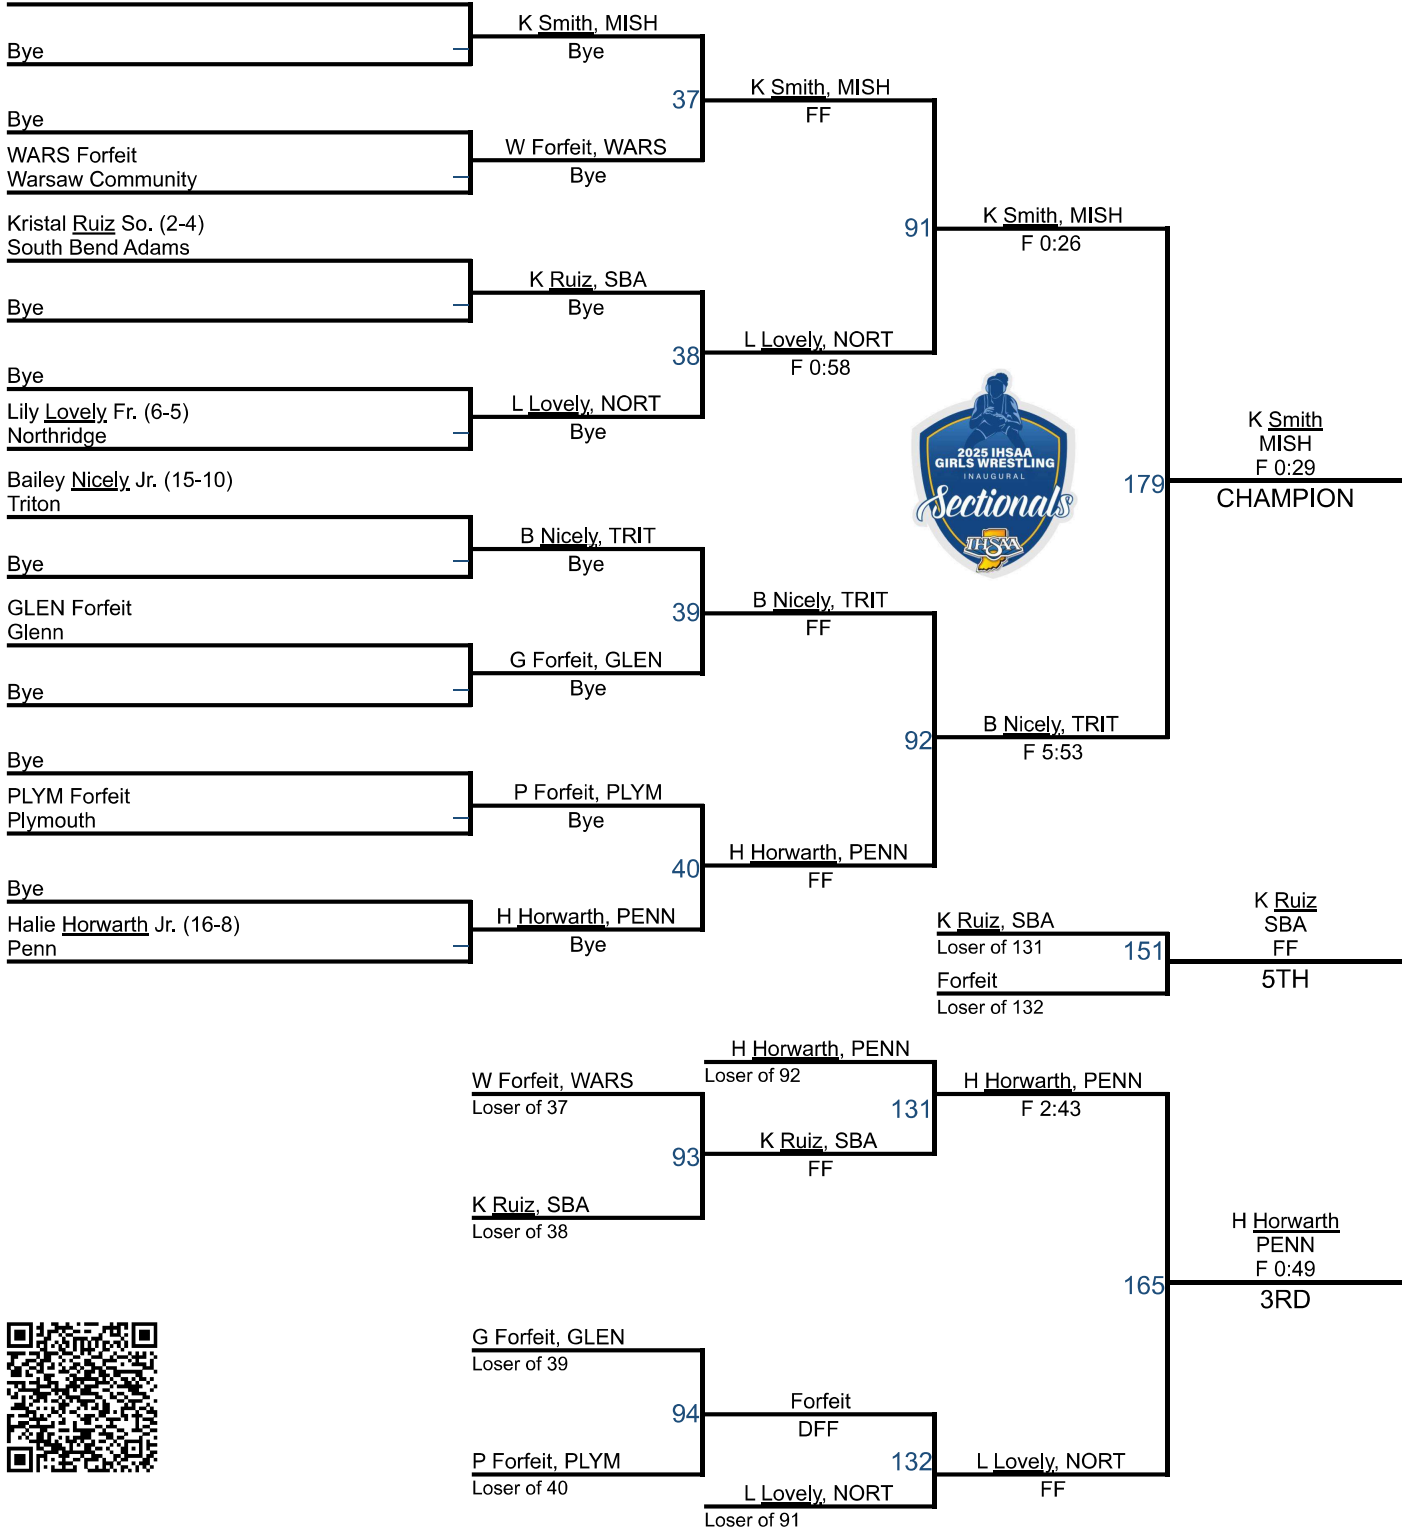 Bye
Bye
WARS Forfeit
Warsaw Community
Kristal Ruiz So. (2-4)
South Bend Adams
Bye
Bye
Lily Lovely Fr. (6-5)
Northridge
Bailey Nicely Jr. (15-10)
Triton
Bye
GLEN Forfeit
Glenn
Bye
Bye
PLYM Forfeit
Plymouth
Bye
Halie Horwarth Jr. (16-8)
Penn
K Smith, MISH
Bye
W Forfeit, WARS
Bye
K Ruiz, SBA
Bye
L Lovely, NORT
Bye
B Nicely, TRIT
Bye
G Forfeit, GLEN
Bye
P Forfeit, PLYM
Bye
H Horwarth, PENN
Bye
37
38
39
40
K Smith, MISH
FF
L Lovely, NORT
F 0:58
B Nicely, TRIT
FF
H Horwarth, PENN
FF
91
92
K Smith, MISH
F 0:26
B Nicely, TRIT
F 5:53
2025 IHSAA
GIRLS WRESTLING
INAUGURAL
Sectionals
IHSAA
179
K Smith
MISH
F 0:29
CHAMPION
K Ruiz, SBA
Loser of 131
Forfeit
Loser of 132
151
K Ruiz
SBA
FF
5TH
W Forfeit, WARS
Loser of 37
K Ruiz, SBA
Loser of 38
93
H Horwarth, PENN
Loser of 92
K Ruiz, SBA
FF
131
H Horwarth, PENN
F 2:43
G Forfeit, GLEN
Loser of 39
P Forfeit, PLYM
Loser of 40
94
Forfeit
DFF
L Lovely, NORT
Loser of 91
132
L Lovely, NORT
FF
165
H Horwarth
PENN
F 0:49
3RD